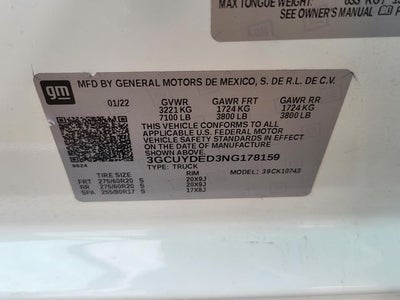 MAX TONGUE WEIGHT
SEE OWNER'S MANUAL
gm
MFD BY GENERAL MOTORS DE MEXICO, S. DE R.L. DE C.V.
01/22 GVWR GAWR FRT GAWR RR
3221 KG 1724 KG 1724 KG
7100 LB 3800 LB 3800 LB
THIS VEHICLE CONFORMS TO ALL
APPLICABLE U.S. FEDERAL MOTOR
VEHICLE SAFETY STANDARDS IN EFFECT
ON THE DATE OF MANUFACTURE
SHOWN ABOVE.
3GCUYDED3NG178159
TYPE: TRUCK
TIRE SIZE RIM MODEL: 39CK10743
FRT 275/60R20 S 20X9J
RR 275/60R20 S 20X9J
SPA 255/80R17 S 17X8J